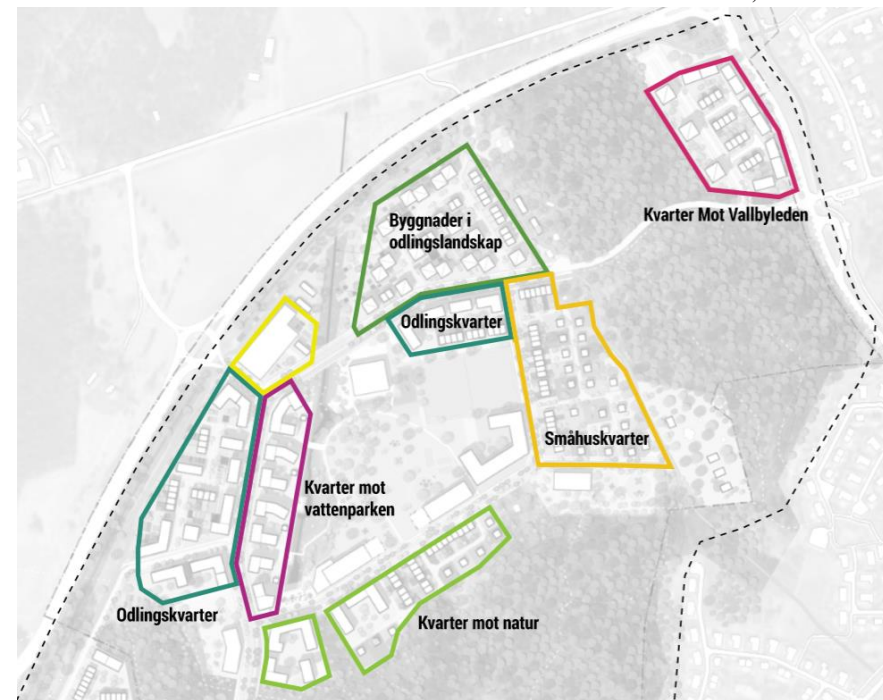 Kvarter Mot Vallbyleden
Byggnader i
odlingslandskap
Odlingskvarter
Småhuskvarter
Kvarter mot
vattenparken
Odlingskvarter
Kvarter mot natur